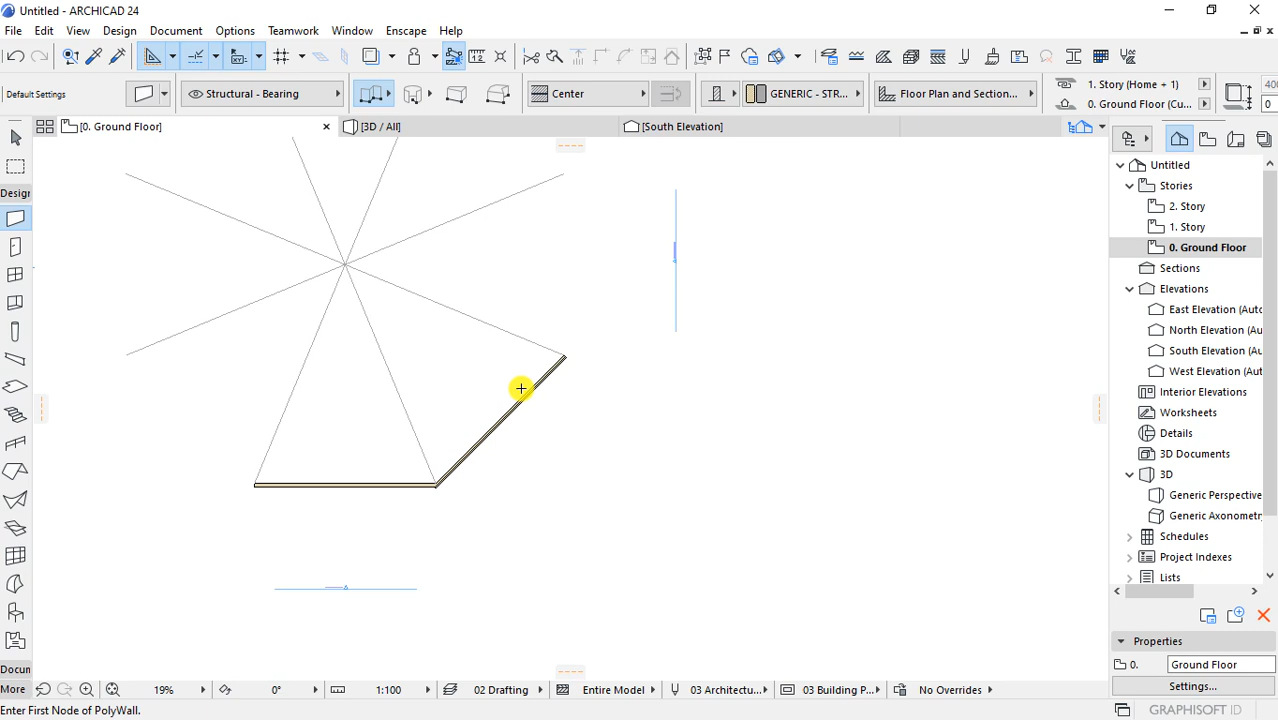 Untitled - ARCHICAD 24
File Edit View Design Document Options Teamwork Window Enscape Help
Default Settings
Structural - Bearing
Center
GENERIC - STR...
Floor Plan and Section...
1. Story (Home + 1)
0. Ground Floor (Cu...
400
0
[0. Ground Floor]
[3D / All]
[South Elevation]
Design
Untitled
Stories
2. Story
1. Story
0. Ground Floor
Sections
Elevations
East Elevation (Auto
North Elevation (Aut
South Elevation (Aut
West Elevation (Aut
Interior Elevations
Worksheets
Details
3D Documents
3D
Generic Perspective
Generic Axonometr
Schedules
Project Indexes
Lists
Properties
0. Ground Floor
Settings...
Docun
More
19%
0°
1:100
02 Drafting
Entire Model
03 Architectu...
03 Building P...
No Overrides
Enter First Node of PolyWall.
GRAPHISOFT ID